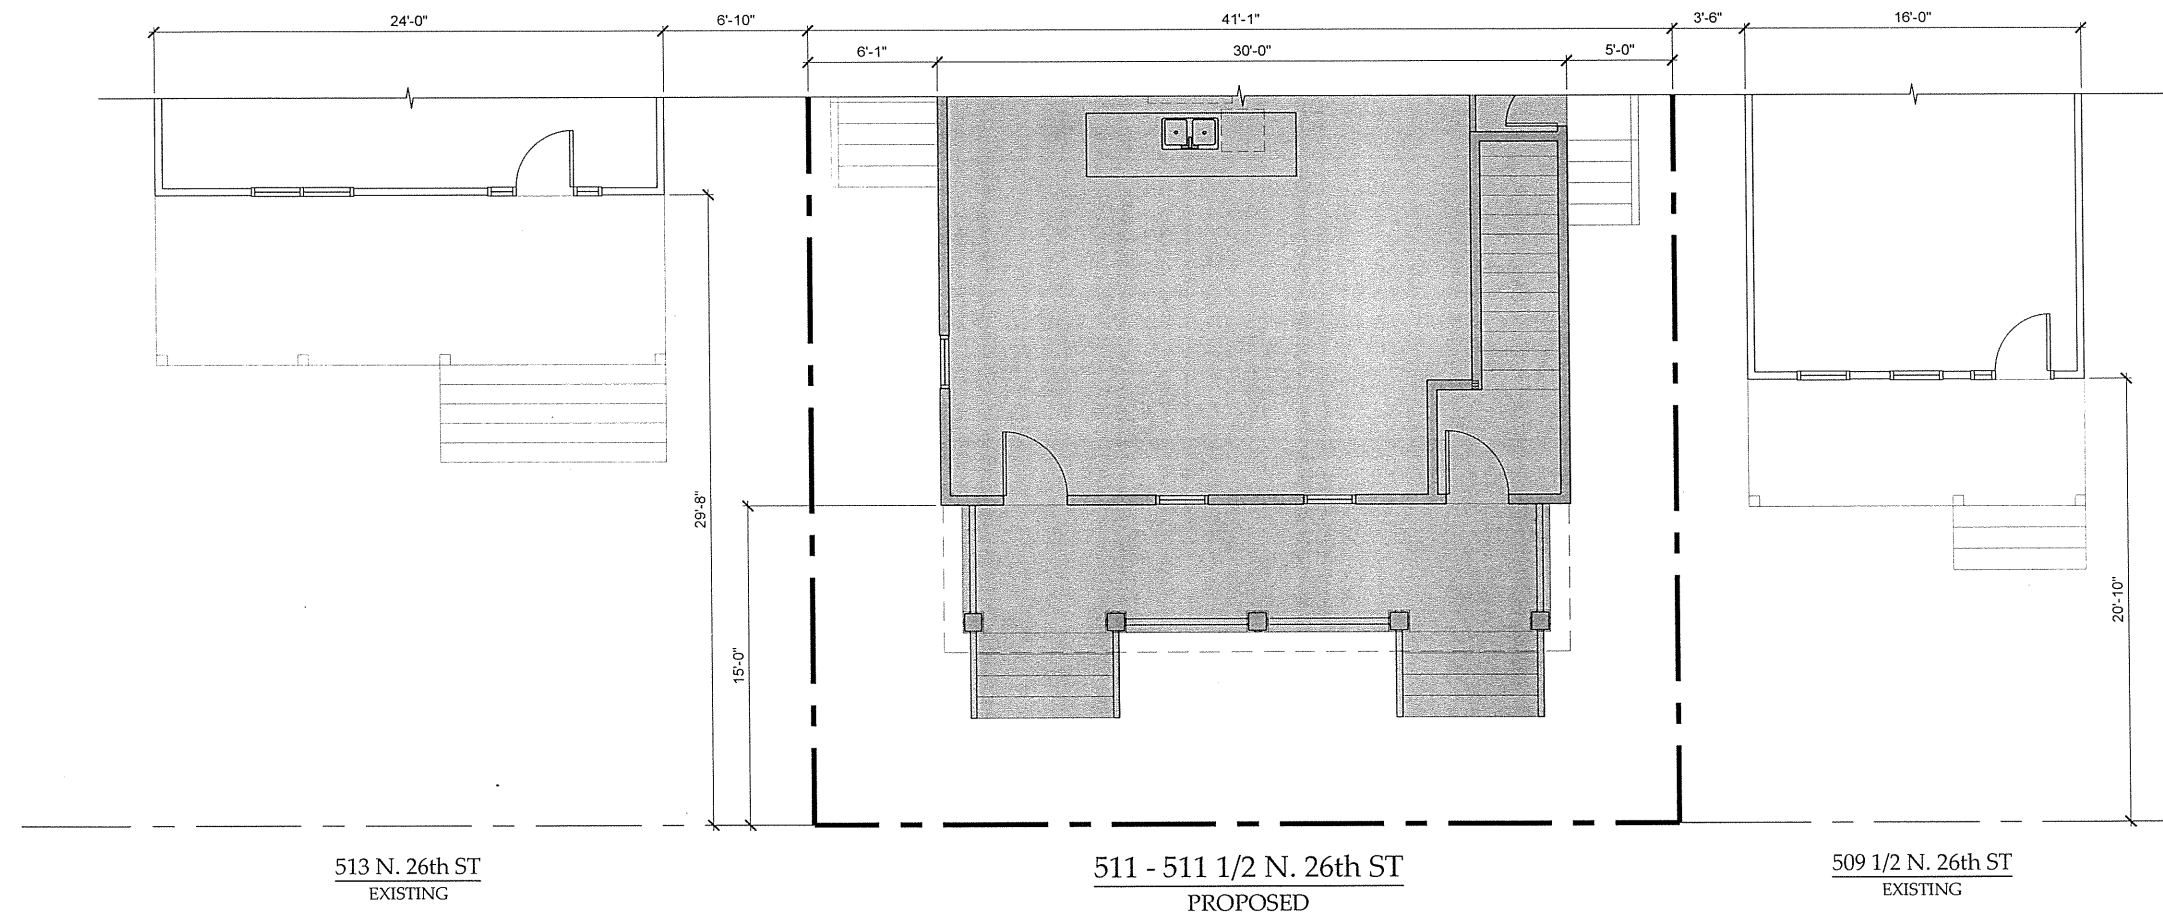 24'-0"
6'-10"
41'-1"
3'-6"
16'-0"
6'-1"
30'-0"
5'-0"
29'-8"
15'-0"
20'-10"
513 N. 26th ST
EXISTING
511 - 511 1/2 N. 26th ST
PROPOSED
509 1/2 N. 26th ST
EXISTING